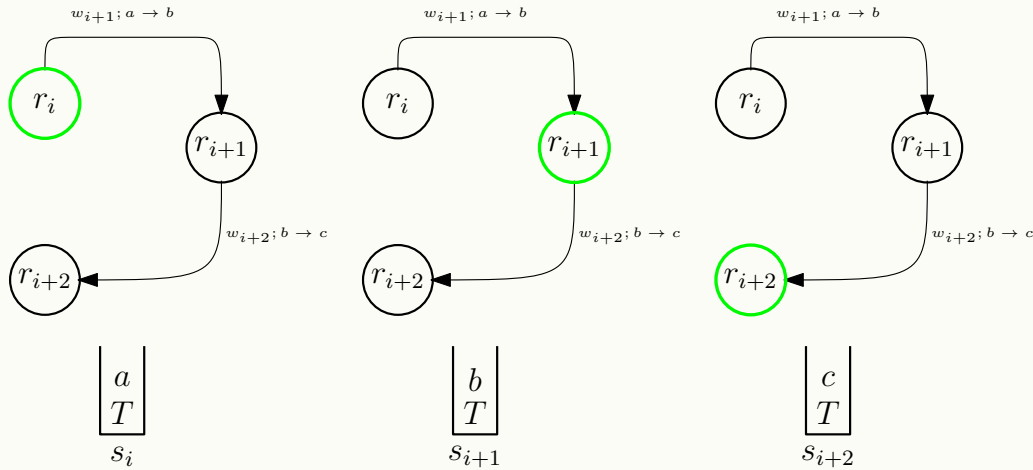 w_{i+1}; a → b
r_i
r_{i+1}
w_{i+2}; b → c
r_{i+2}
a
T
s_i
w_{i+1}; a → b
r_i
r_{i+1}
w_{i+2}; b → c
r_{i+2}
b
T
s_{i+1}
w_{i+1}; a → b
r_i
r_{i+1}
w_{i+2}; b → c
r_{i+2}
c
T
s_{i+2}